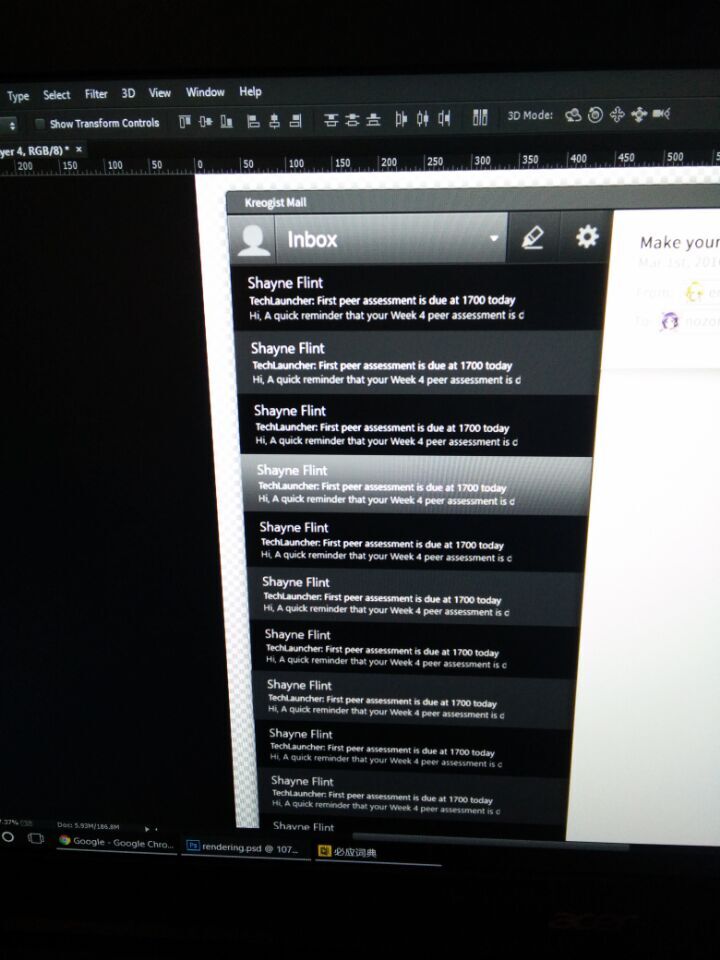 Type Select Filter 3D View Window Help
Show Transform Controls 3D Mode:
yer 4, RGB/8) * ×
200 150 100 50 0 50 100 150 200 250 300 350 400 450 500
Kreogist Mail
Inbox
Make your
Mar 1st, 201
From:
To: nozo
Shayne Flint
TechLauncher: First peer assessment is due at 1700 today
Hi, A quick reminder that your Week 4 peer assessment is d
Shayne Flint
TechLauncher: First peer assessment is due at 1700 today
Hi, A quick reminder that your Week 4 peer assessment is d
Shayne Flint
TechLauncher: First peer assessment is due at 1700 today
Hi, A quick reminder that your Week 4 peer assessment is d
Shayne Flint
TechLauncher: First peer assessment is due at 1700 today
Hi, A quick reminder that your Week 4 peer assessment is d
Shayne Flint
TechLauncher: First peer assessment is due at 1700 today
Hi, A quick reminder that your Week 4 peer assessment is d
Shayne Flint
TechLauncher: First peer assessment is due at 1700 today
Hi, A quick reminder that your Week 4 peer assessment is d
Shayne Flint
TechLauncher: First peer assessment is due at 1700 today
Hi, A quick reminder that your Week 4 peer assessment is d
Shayne Flint
TechLauncher: First peer assessment is due at 1700 today
Hi, A quick reminder that your Week 4 peer assessment is d
Shayne Flint
TechLauncher: First peer assessment is due at 1700 today
Hi, A quick reminder that your Week 4 peer assessment is d
Shayne Flint
TechLauncher: First peer assessment is due at 1700 today
Hi, A quick reminder that your Week 4 peer assessment is d
Shayne Flint
7.37% Doc: 5.93M/186.8M
Google - Google Chro... Ps rendering.psd @ 107... 必应词典
acer